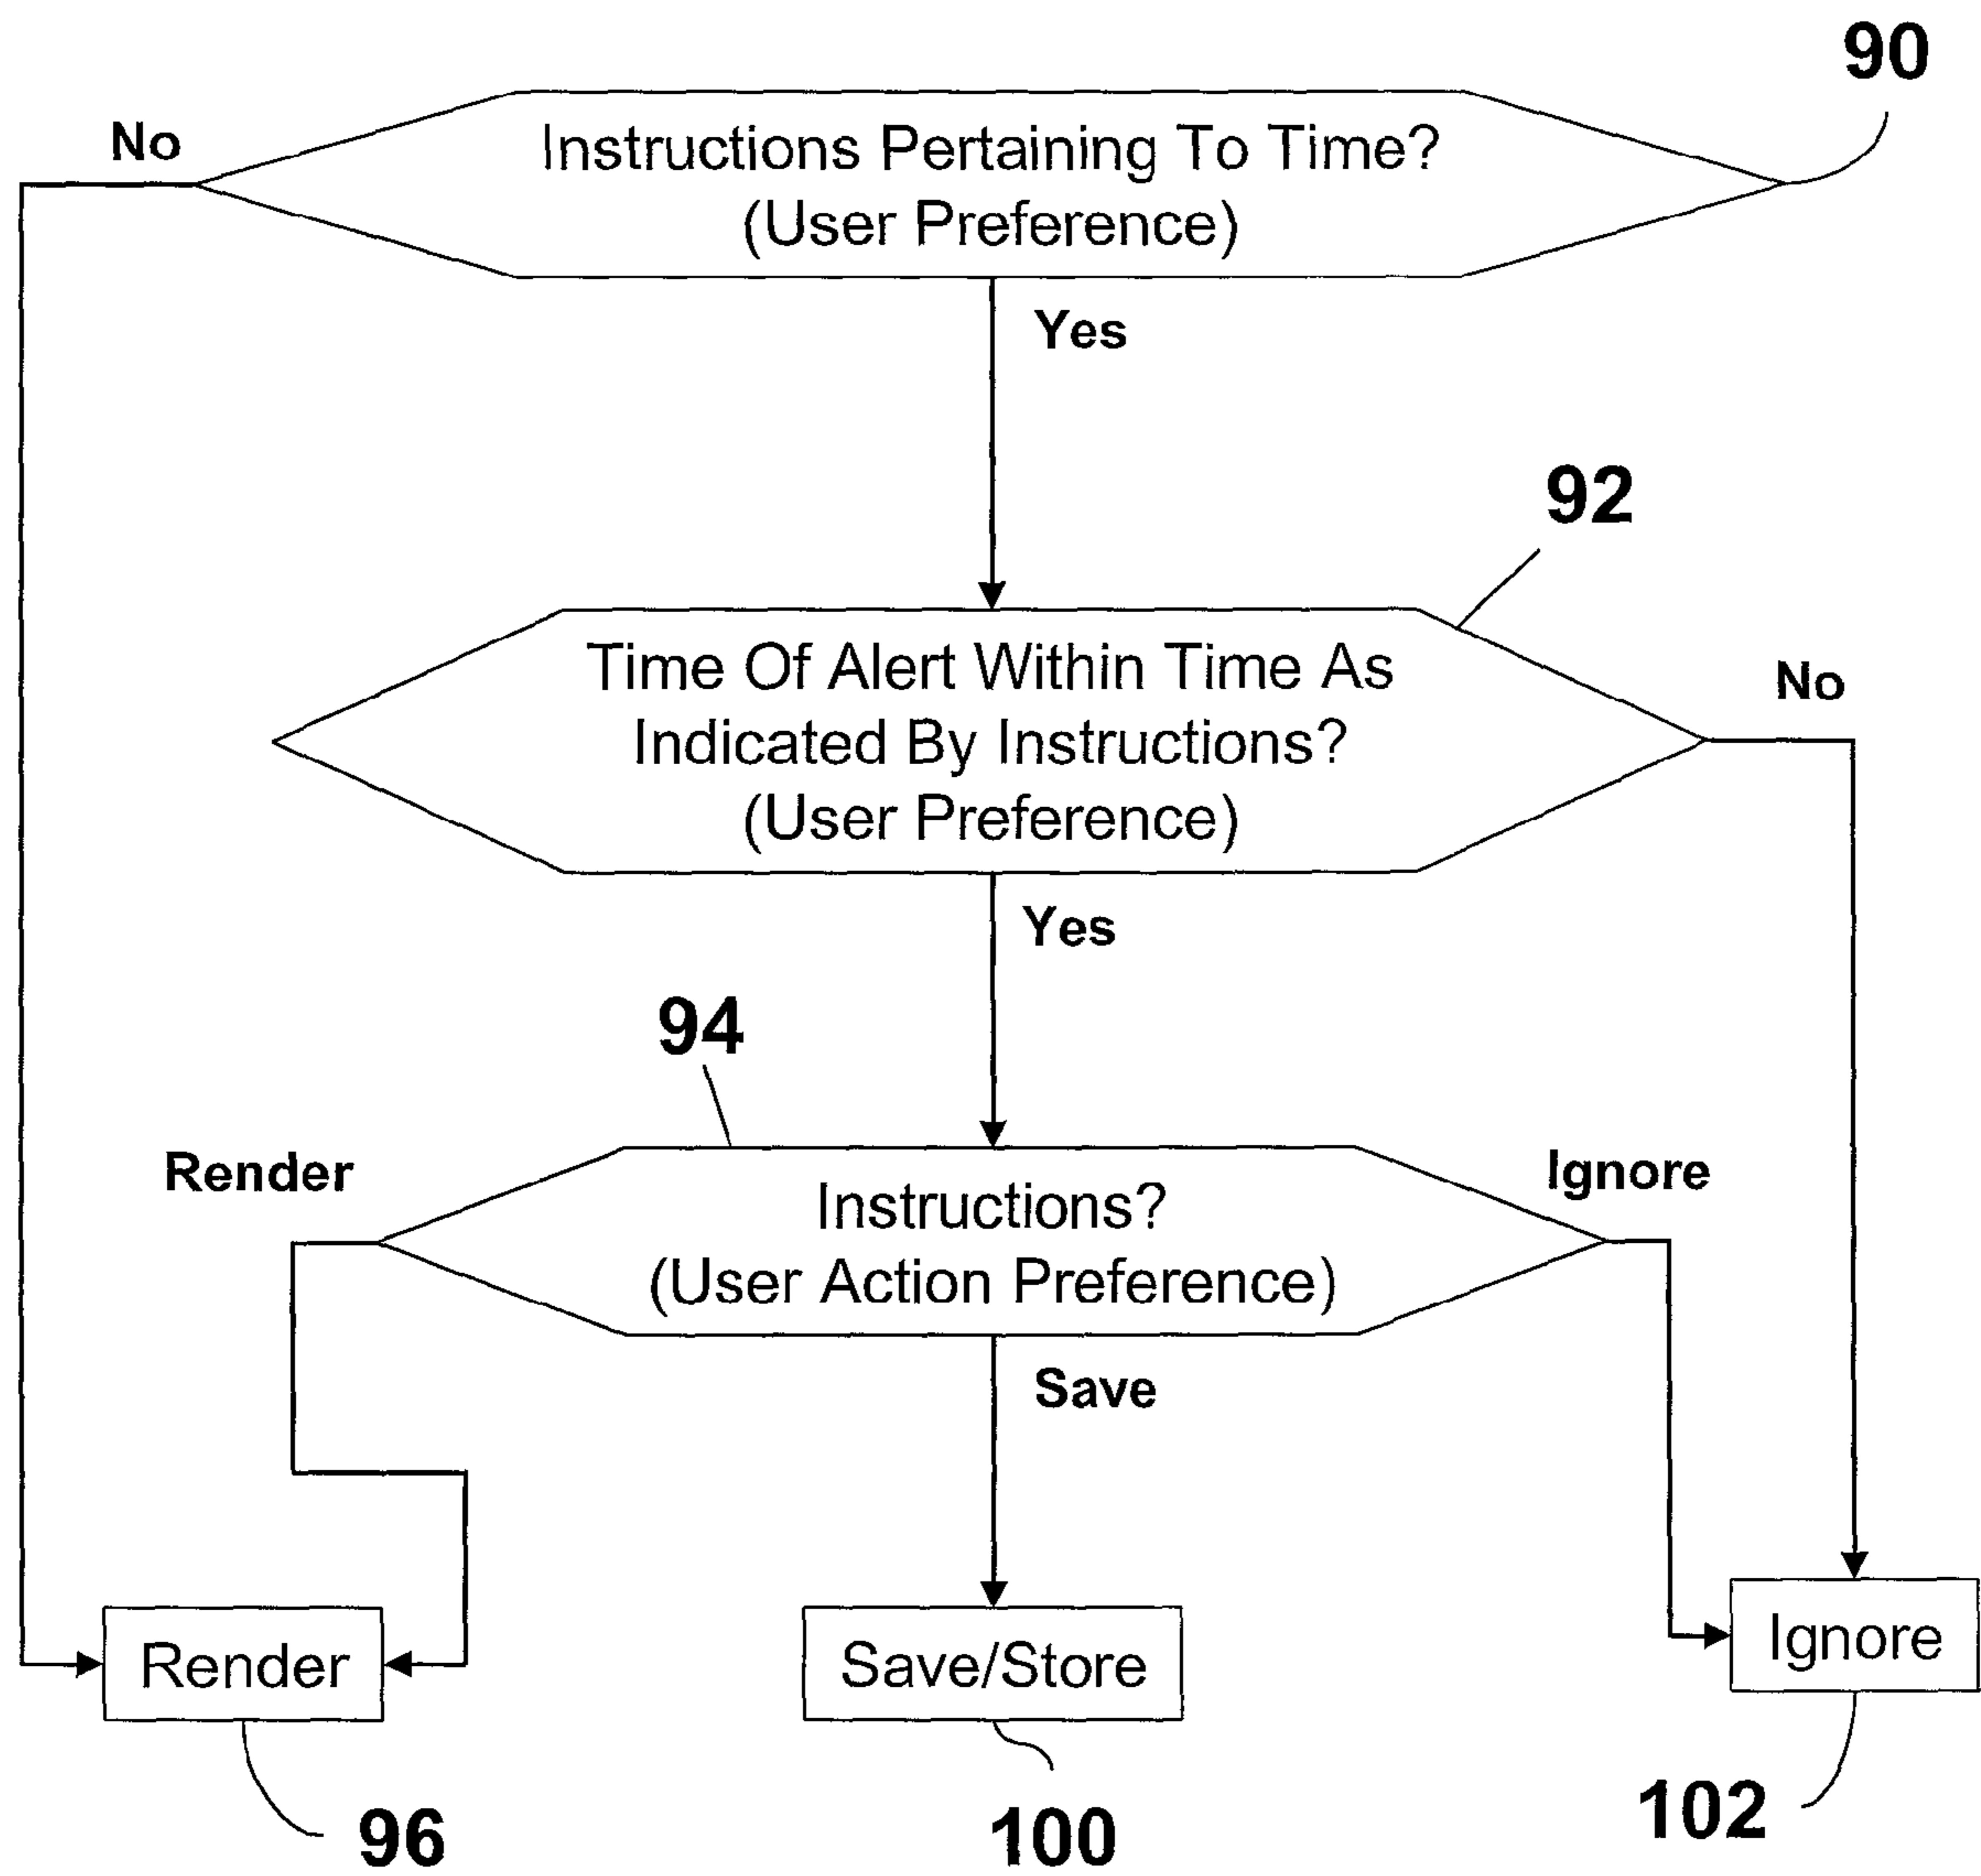 90
No
Instructions Pertaining To Time?
(User Preference)
Yes
92
Time Of Alert Within Time As
Indicated By Instructions?
(User Preference)
No
Yes
94
Render
Instructions?
(User Action Preference)
Ignore
Save
Render
Save/Store
Ignore
96
100
102